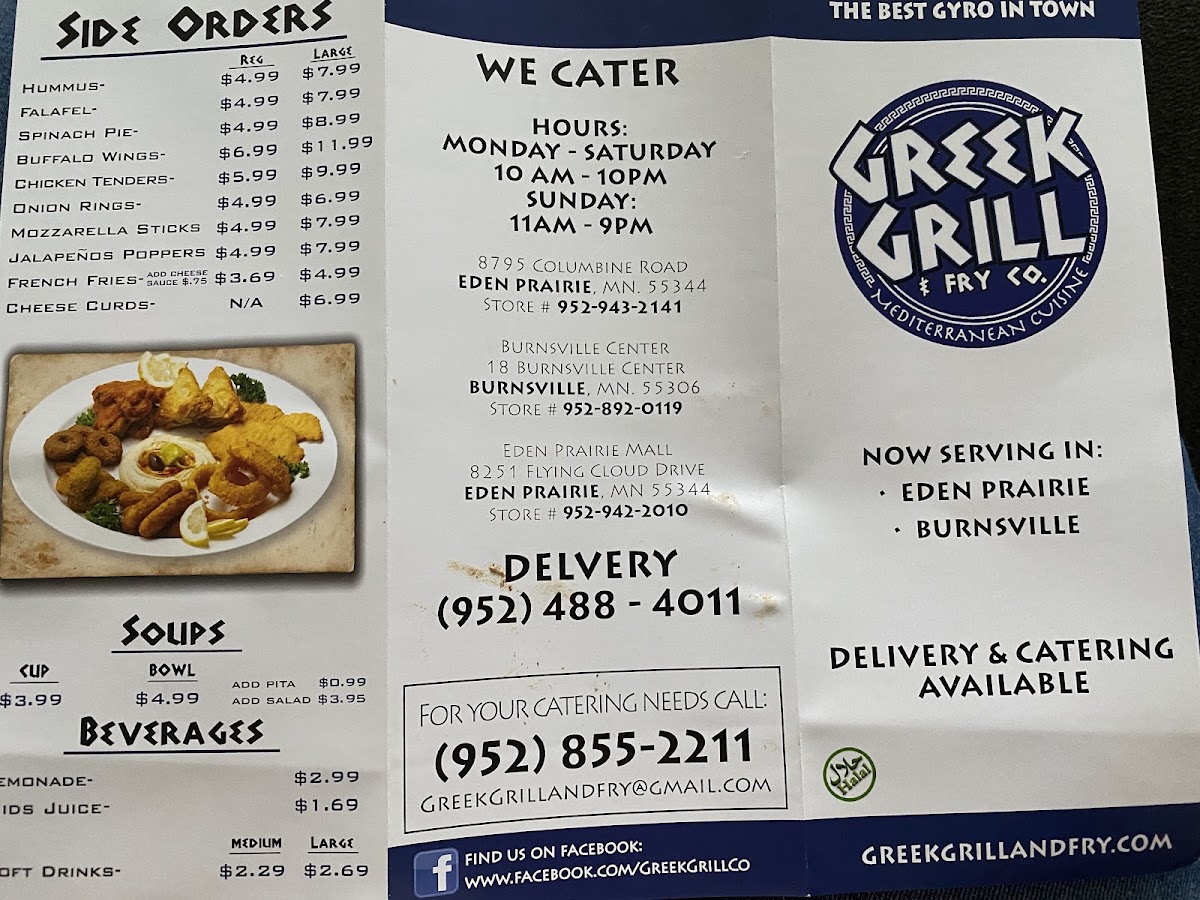 SIDE ORDERS
REG LARGE
HUMMUS- $4.99 $7.99
FALAFEL- $4.99 $7.99
SPINACH PIE- $4.99 $8.99
BUFFALO WINGS- $6.99 $11.99
CHICKEN TENDERS- $5.99 $9.99
ONION RINGS- $4.99 $6.99
MOZZARELLA STICKS $4.99 $7.99
JALAPEÑOS POPPERS $4.99 $7.99
FRENCH FRIES- ADD CHEESE SAUCE $.75 $3.69 $4.99
CHEESE CURDS- N/A $6.99
SOUPS
CUP BOWL
$3.99 $4.99
ADD PITA $0.99
ADD SALAD $3.95
BEVERAGES
EMONADE- $2.99
IDS JUICE- $1.69
MEDIUM LARGE
OFT DRINKS- $2.29 $2.69
WE CATER
HOURS:
MONDAY - SATURDAY
10 AM - 10PM
SUNDAY:
11AM - 9PM
8795 COLUMBINE ROAD
EDEN PRAIRIE, MN. 55344
STORE # 952-943-2141
BURNSVILLE CENTER
18 BURNSVILLE CENTER
BURNSVILLE, MN. 55306
STORE # 952-892-0119
EDEN PRAIRIE MALL
8251 FLYING CLOUD DRIVE
EDEN PRAIRIE, MN 55344
STORE # 952-942-2010
DELVERY
(952) 488 - 4011
FOR YOUR CATERING NEEDS CALL:
(952) 855-2211
GREEKGRILLANDFRY@GMAIL.COM
f
FIND US ON FACEBOOK:
WWW.FACEBOOK.COM/GREEKGRILLCO
THE BEST GYRO IN TOWN
GREEK
GRILL
& FRY CO.
MEDITERRANEAN CUISINE
NOW SERVING IN:
· EDEN PRAIRIE
· BURNSVILLE
DELIVERY & CATERING
AVAILABLE
حلال
Halal
GREEKGRILLANDFRY.COM